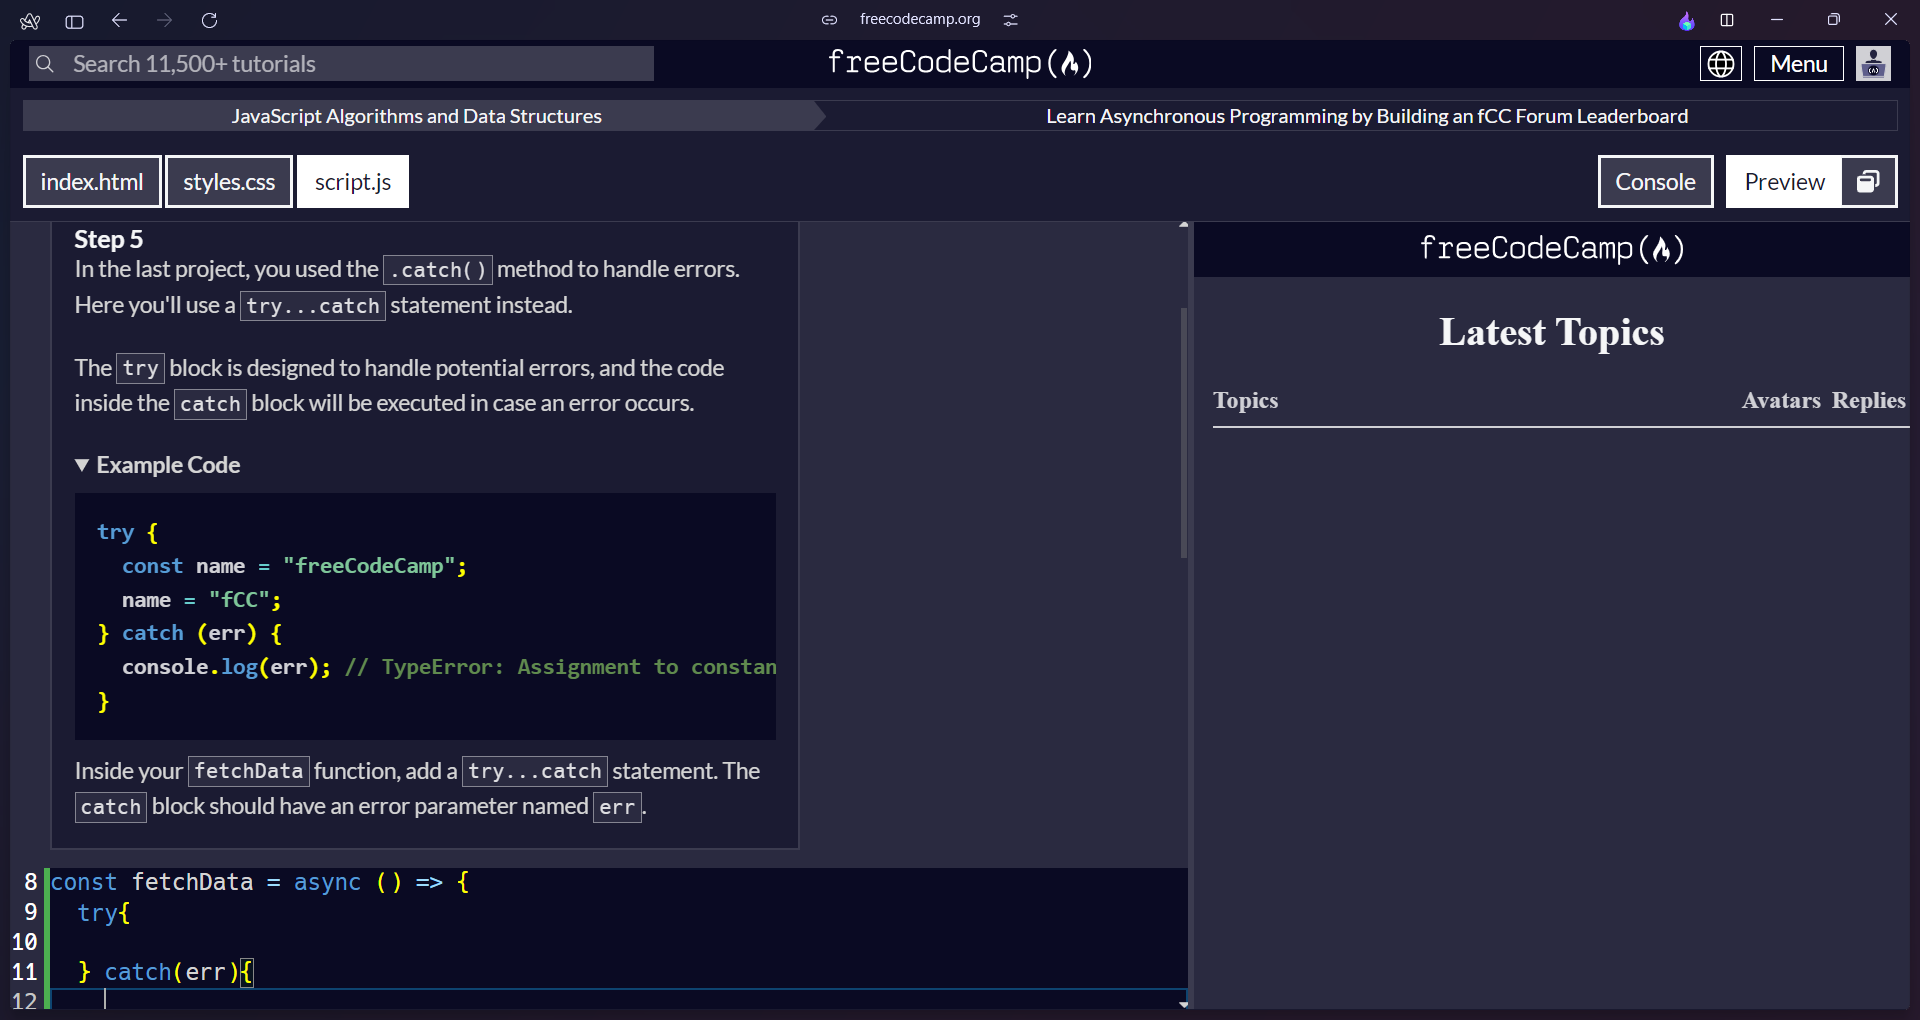 freecodecamp.org
Search 11,500+ tutorials
freeCodeCamp(🔥)
Menu
JavaScript Algorithms and Data Structures
Learn Asynchronous Programming by Building an fCC Forum Leaderboard
index.html
styles.css
script.js
Console
Preview
Step 5
In the last project, you used the .catch() method to handle errors.
Here you'll use a try...catch statement instead.
The try block is designed to handle potential errors, and the code
inside the catch block will be executed in case an error occurs.
▼ Example Code
try {
  const name = "freeCodeCamp";
  name = "fCC";
} catch (err) {
  console.log(err); // TypeError: Assignment to constan
}
Inside your fetchData function, add a try...catch statement. The
catch block should have an error parameter named err.
8 const fetchData = async () => {
9   try{
10
11   } catch(err){
12
freeCodeCamp(🔥)
Latest Topics
Topics Avatars Replies